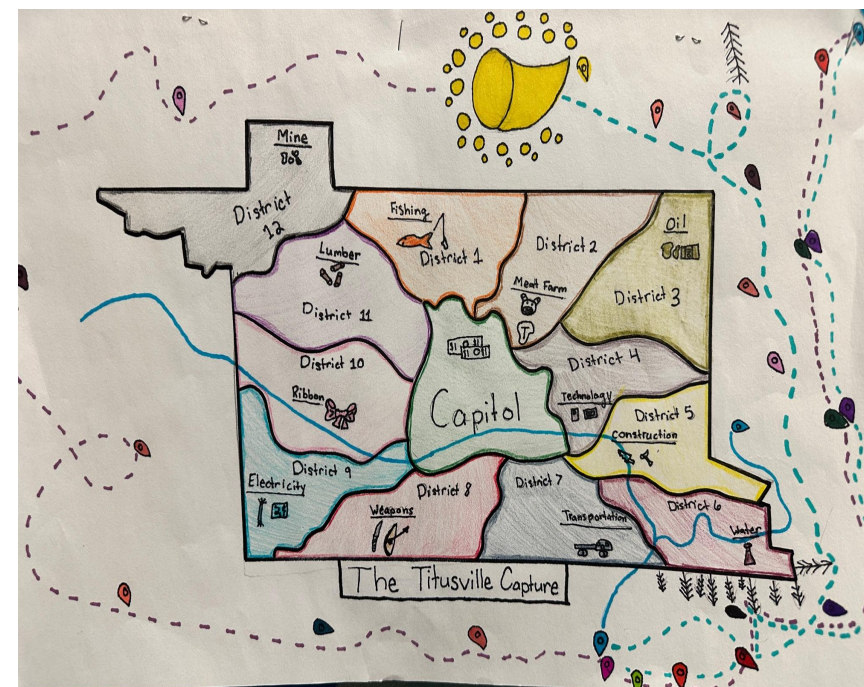 Mine
District
12
Fishing
District 1
District 2
Meat Farm
Oil
District 3
Lumber
District 11
District 10
Ribbon
Capitol
District 4
Technology
District 5
Construction
District 9
Electricity
District 8
Weapons
District 7
Transportation
District 6
Water
The Titusville Capture